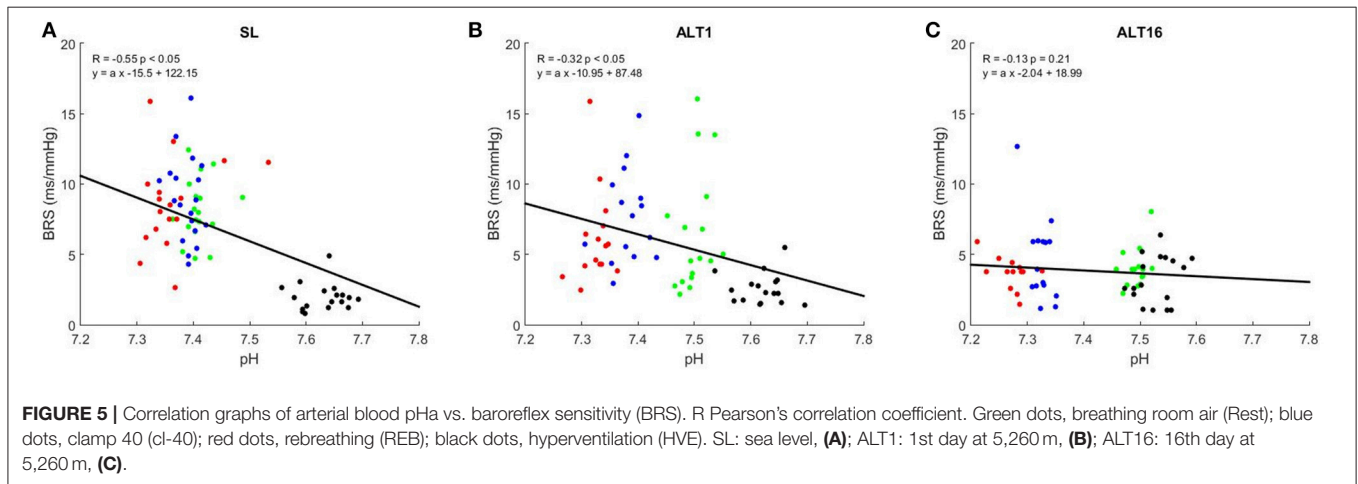 A
SL
R = -0.55 p < 0.05
y = a x -15.5 + 122.15
20
15
10
5
0
BRS (ms/mmHg)
7.2 7.3 7.4 7.5 7.6 7.7 7.8
pH
B
ALT1
R = -0.32 p < 0.05
y = a x -10.95 + 87.48
20
15
10
5
0
BRS (ms/mmHg)
7.2 7.3 7.4 7.5 7.6 7.7 7.8
pH
C
ALT16
R = -0.13 p = 0.21
y = a x -2.04 + 18.99
20
15
10
5
0
BRS (ms/mmHg)
7.2 7.3 7.4 7.5 7.6 7.7 7.8
pH
FIGURE 5 | Correlation graphs of arterial blood pHa vs. baroreflex sensitivity (BRS). R Pearson's correlation coefficient. Green dots, breathing room air (Rest); blue
dots, clamp 40 (cl-40); red dots, rebreathing (REB); black dots, hyperventilation (HVE). SL: sea level, (A); ALT1: 1st day at 5,260 m, (B); ALT16: 16th day at
5,260 m, (C).